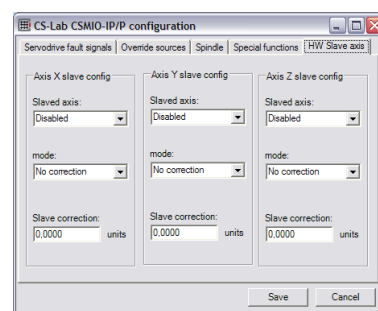 CS-Lab CSMIO-IP/P configuration
Servodrive fault signals Override sources Spindle Special functions HW Slave axis
Axis X slave config Axis Y slave config Axis Z slave config
Slaved axis: Slaved axis: Slaved axis:
Disabled Disabled Disabled
mode: mode: mode:
No correction No correction No correction
Slave correction: Slave correction: Slave correction:
0,0000 units 0,0000 units 0,0000 units
Save Cancel